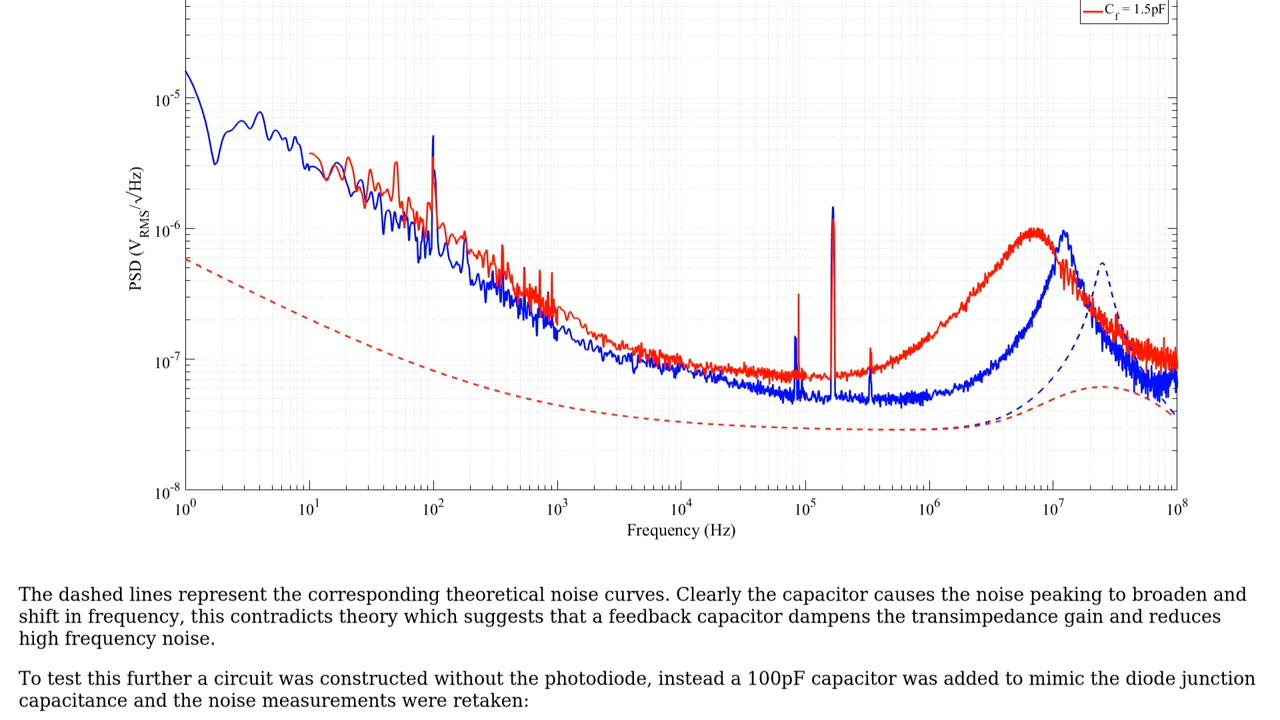 C_f = 1.5pF
10^-5
10^-6
10^-7
10^-8
PSD (V_RMS/√Hz)
10^0 10^1 10^2 10^3 10^4 10^5 10^6 10^7 10^8
Frequency (Hz)
The dashed lines represent the corresponding theoretical noise curves. Clearly the capacitor causes the noise peaking to broaden and
shift in frequency, this contradicts theory which suggests that a feedback capacitor dampens the transimpedance gain and reduces
high frequency noise.
To test this further a circuit was constructed without the photodiode, instead a 100pF capacitor was added to mimic the diode junction
capacitance and the noise measurements were retaken: